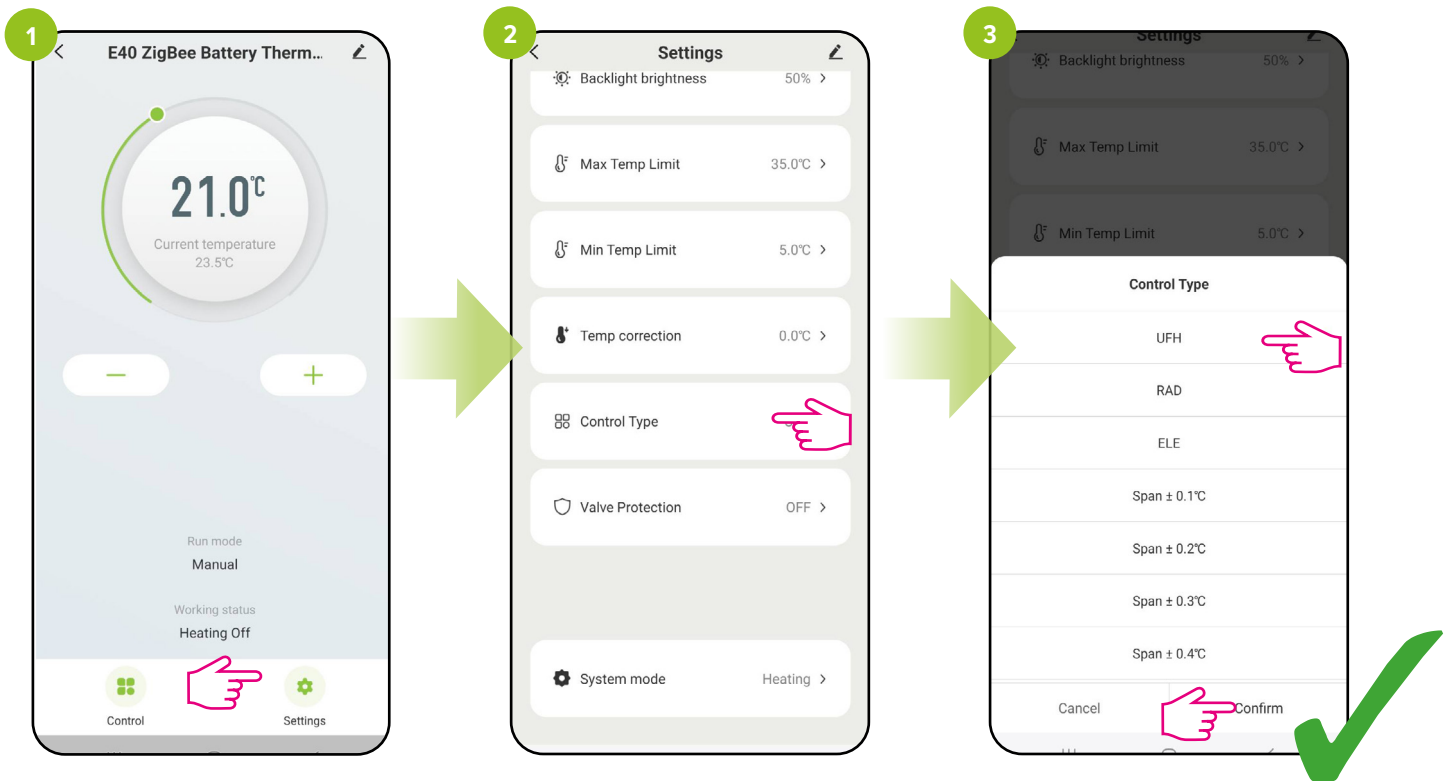 1
E40 ZigBee Battery Therm...
21.0°C
Current temperature
23.5°C
Run mode
Manual
Working status
Heating Off
Control
Settings
2
Settings
Backlight brightness 50%
Max Temp Limit 35.0°C
Min Temp Limit 5.0°C
Temp correction 0.0°C
Control Type
Valve Protection OFF
System mode Heating
3
Settings
Backlight brightness 50%
Max Temp Limit 35.0°C
Min Temp Limit 5.0°C
Control Type
UFH
RAD
ELE
Span ± 0.1°C
Span ± 0.2°C
Span ± 0.3°C
Span ± 0.4°C
Cancel
Confirm